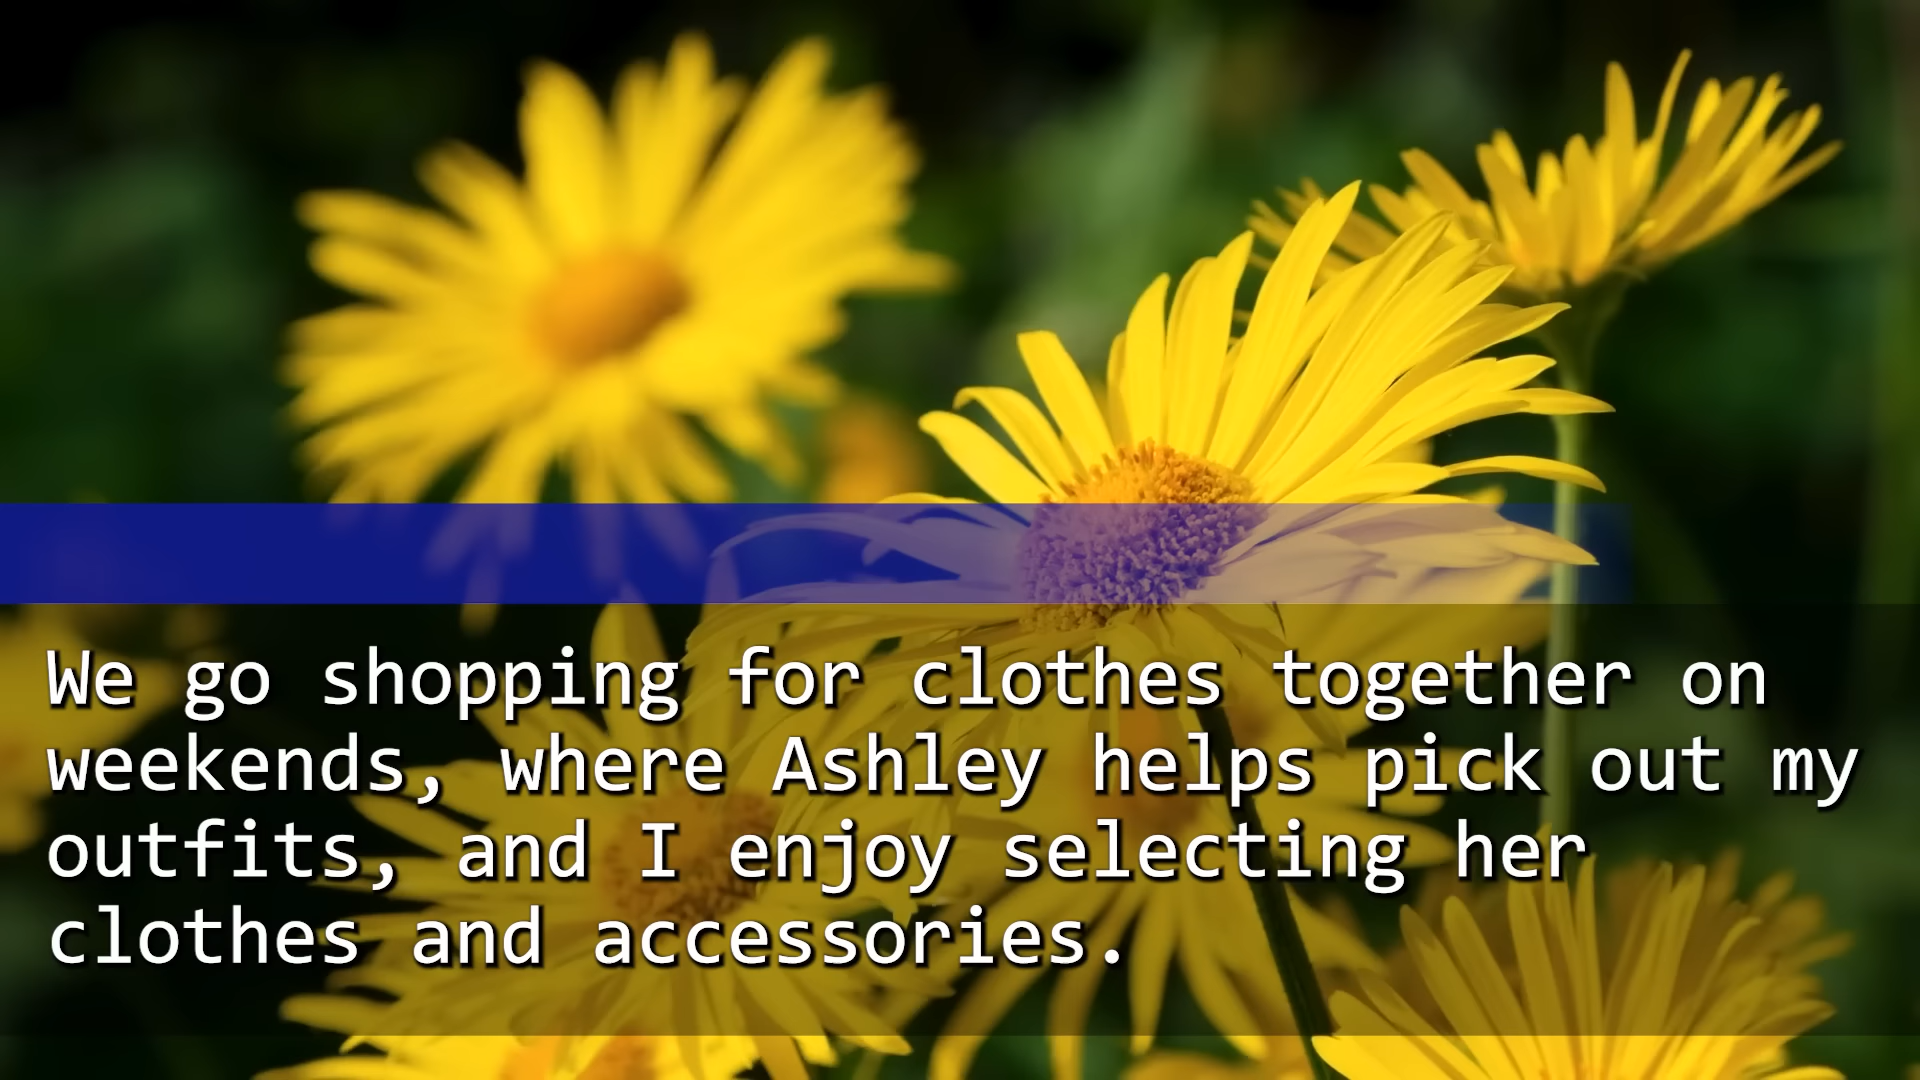 We go shopping for clothes together on
weekends, where Ashley helps pick out my
outfits, and I enjoy selecting her
clothes and accessories.